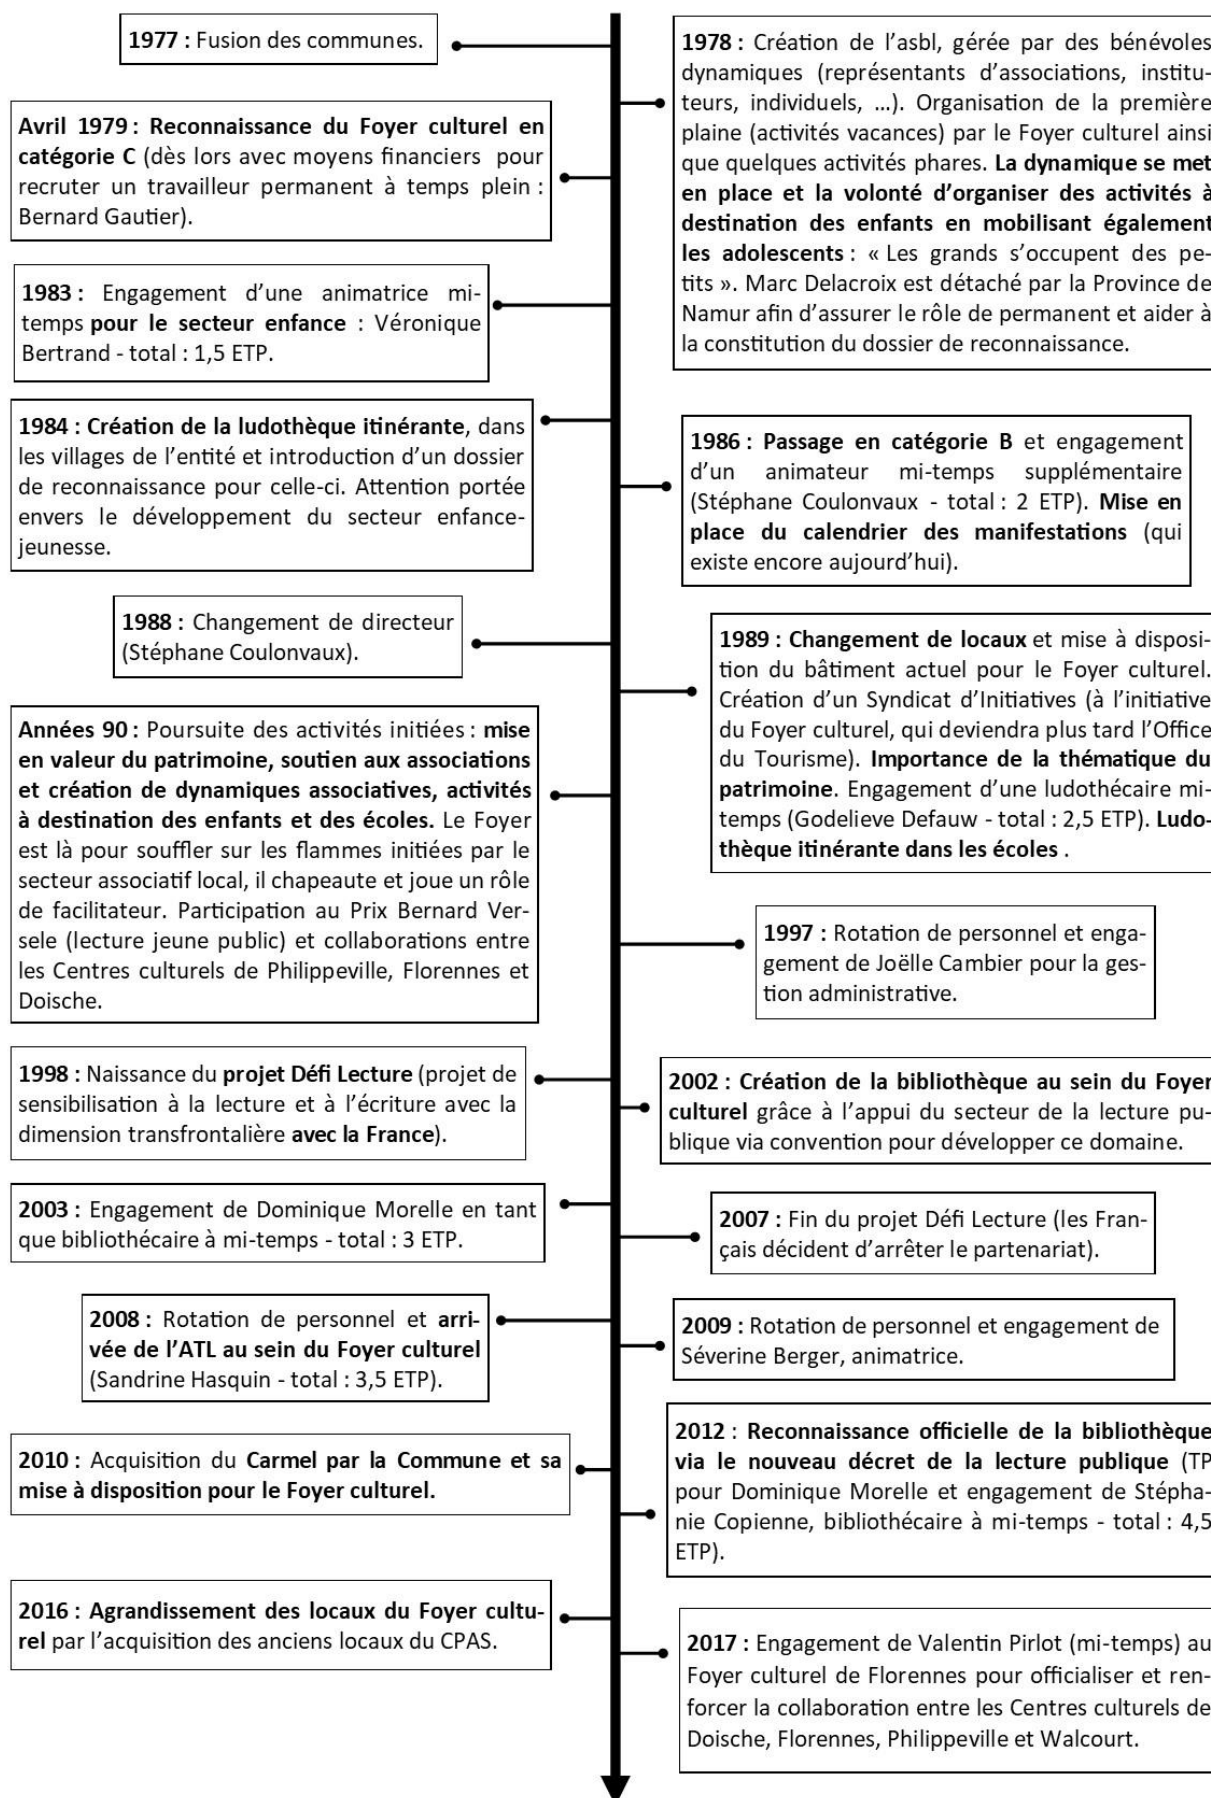 1977 : Fusion des communes.
1978 : Création de l’asbl, gérée par des bénévoles
dynamiques (représentants d’associations, institu-
teurs, individuels, …). Organisation de la première
plaine (activités vacances) par le Foyer culturel ainsi
que quelques activités phares. La dynamique se met
en place et la volonté d’organiser des activités à
destination des enfants en mobilisant également
les adolescents : « Les grands s’occupent des pe-
tits ». Marc Delacroix est détaché par la Province de
Namur afin d’assurer le rôle de permanent et aider à
la constitution du dossier de reconnaissance.
Avril 1979 : Reconnaissance du Foyer culturel en
catégorie C (dès lors avec moyens financiers pour
recruter un travailleur permanent à temps plein :
Bernard Gautier).
1983 : Engagement d’une animatrice mi-
temps pour le secteur enfance : Véronique
Bertrand - total : 1,5 ETP.
1984 : Création de la ludothèque itinérante, dans
les villages de l’entité et introduction d’un dossier
de reconnaissance pour celle-ci. Attention portée
envers le développement du secteur enfance-
jeunesse.
1986 : Passage en catégorie B et engagement
d’un animateur mi-temps supplémentaire
(Stéphane Coulonvaux - total : 2 ETP). Mise en
place du calendrier des manifestations (qui
existe encore aujourd’hui).
1988 : Changement de directeur
(Stéphane Coulonvaux).
1989 : Changement de locaux et mise à disposi-
tion du bâtiment actuel pour le Foyer culturel.
Création d’un Syndicat d’Initiatives (à l’initiative
du Foyer culturel, qui deviendra plus tard l’Office
du Tourisme). Importance de la thématique du
patrimoine. Engagement d’une ludothécaire mi-
temps (Godelieve Defauw - total : 2,5 ETP). Ludo-
thèque itinérante dans les écoles .
Années 90 : Poursuite des activités initiées : mise
en valeur du patrimoine, soutien aux associations
et création de dynamiques associatives, activités
à destination des enfants et des écoles. Le Foyer
est là pour souffler sur les flammes initiées par le
secteur associatif local, il chapeaute et joue un rôle
de facilitateur. Participation au Prix Bernard Ver-
sele (lecture jeune public) et collaborations entre
les Centres culturels de Philippeville, Florennes et
Doische.
1997 : Rotation de personnel et enga-
gement de Joëlle Cambier pour la ges-
tion administrative.
1998 : Naissance du projet Défi Lecture (projet de
sensibilisation à la lecture et à l’écriture avec la
dimension transfrontalière avec la France).
2002 : Création de la bibliothèque au sein du Foyer
culturel grâce à l’appui du secteur de la lecture pu-
blique via convention pour développer ce domaine.
2003 : Engagement de Dominique Morelle en tant
que bibliothécaire à mi-temps - total : 3 ETP.
2007 : Fin du projet Défi Lecture (les Fran-
çais décident d’arrêter le partenariat).
2008 : Rotation de personnel et arri-
vée de l’ATL au sein du Foyer culturel
(Sandrine Hasquin - total : 3,5 ETP).
2009 : Rotation de personnel et engagement de
Séverine Berger, animatrice.
2010 : Acquisition du Carmel par la Commune et sa
mise à disposition pour le Foyer culturel.
2012 : Reconnaissance officielle de la bibliothèque
via le nouveau décret de la lecture publique (TP
pour Dominique Morelle et engagement de Stépha-
nie Copienne, bibliothécaire à mi-temps - total : 4,5
ETP).
2016 : Agrandissement des locaux du Foyer cultu-
rel par l’acquisition des anciens locaux du CPAS.
2017 : Engagement de Valentin Pirlot (mi-temps) au
Foyer culturel de Florennes pour officialiser et ren-
forcer la collaboration entre les Centres culturels de
Doische, Florennes, Philippeville et Walcourt.